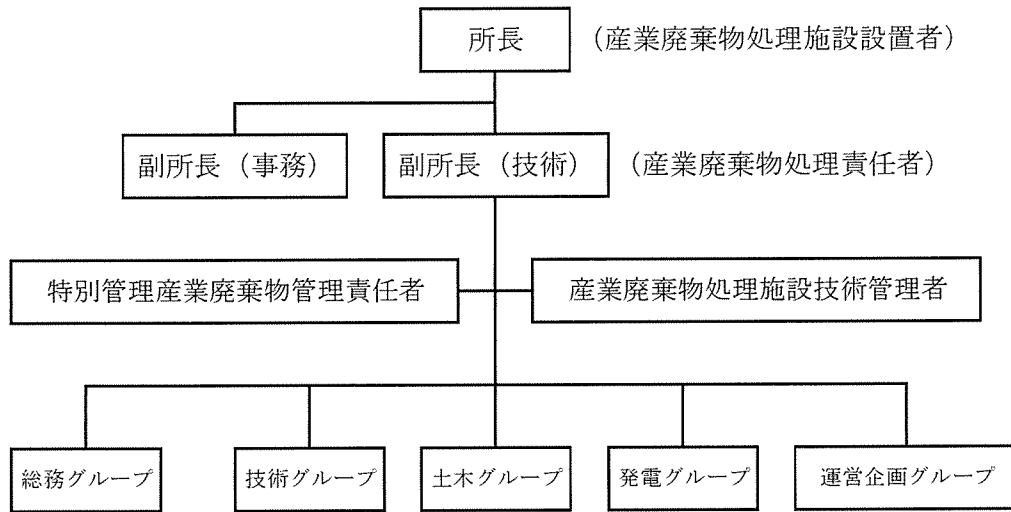 所長 （産業廃棄物処理施設設置者）
副所長（事務） 副所長（技術） （産業廃棄物処理責任者）
特別管理産業廃棄物管理責任者 産業廃棄物処理施設技術管理者
総務グループ 技術グループ 土木グループ 発電グループ 運営企画グループ